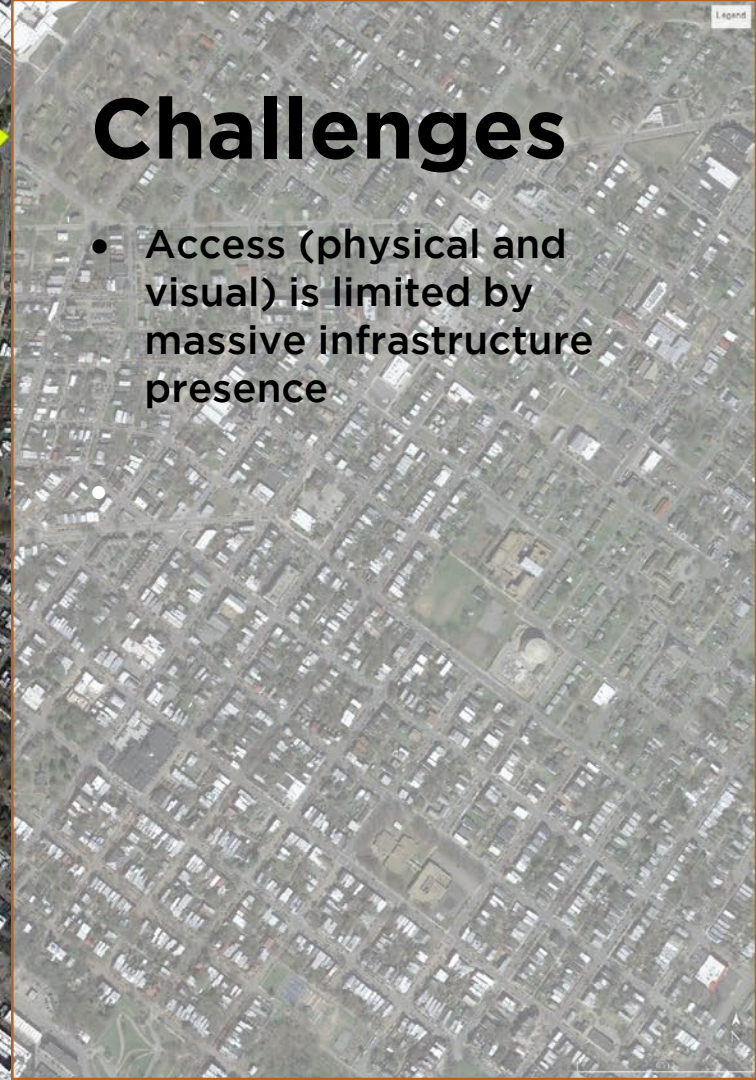 Legend
Challenges
• Access (physical and
visual) is limited by
massive infrastructure
presence
•